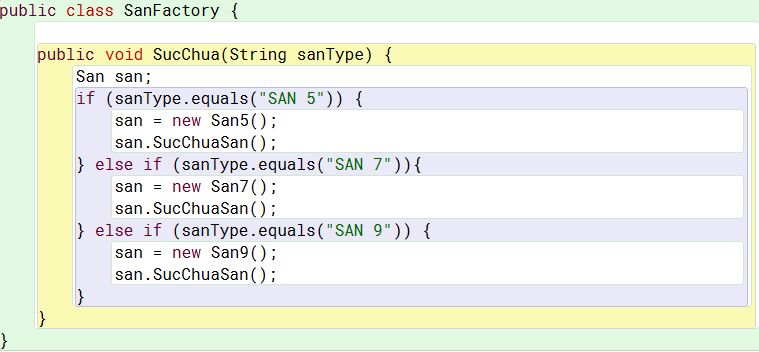 public class SanFactory {
public void SucChua(String sanType) {
San san;
if (sanType.equals("SAN 5")) {
san = new San5();
san.SucChuaSan();
} else if (sanType.equals("SAN 7")){
san = new San7();
san.SucChuaSan();
} else if (sanType.equals("SAN 9")) {
san = new San9();
san.SucChuaSan();
}
}
}